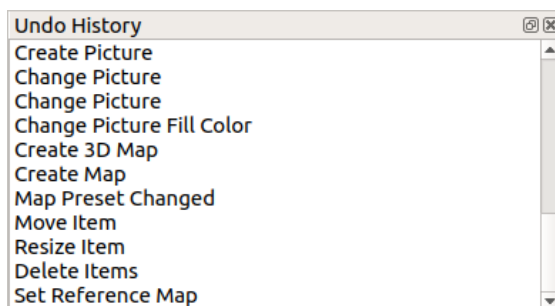 Undo History
Create Picture
Change Picture
Change Picture
Change Picture Fill Color
Create 3D Map
Create Map
Map Preset Changed
Move Item
Resize Item
Delete Items
Set Reference Map